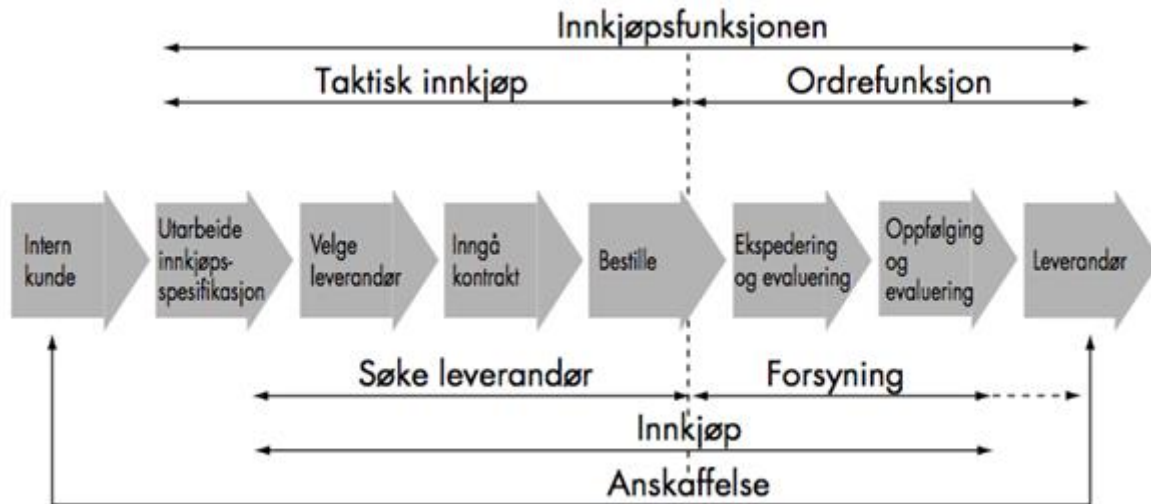 Innkjøpsfunksjonen
Taktisk innkjøp
Ordrefunksjon
Intern
kunde
Utarbeide
innkjøps-
spesifikasjon
Velge
leverandør
Inngå
kontrakt
Bestille
Ekspedering
og evaluering
Oppfølging
og
evaluering
Leverandør
Søke leverandør
Forsyning
Innkjøp
Anskaffelse